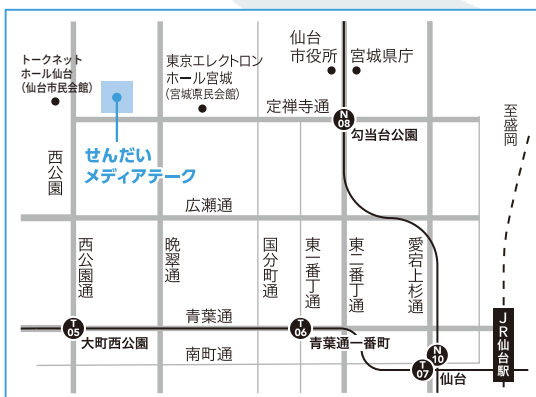 仙台
市役所
宮城県庁
トークネット
ホール仙台
(仙台市民会館)
東京エレクトロン
ホール宮城
(宮城県民会館)
定禅寺通
N
08
勾当台公園
至盛岡
せんだい
メディアテーク
西公園
広瀬通
西公園通
晩翠通
国分町通
東一番丁通
東二番丁通
愛宕上杉通
青葉通
T
05
大町西公園
T
06
青葉通一番町
南町通
N
10
T
07
仙台
JR仙台駅